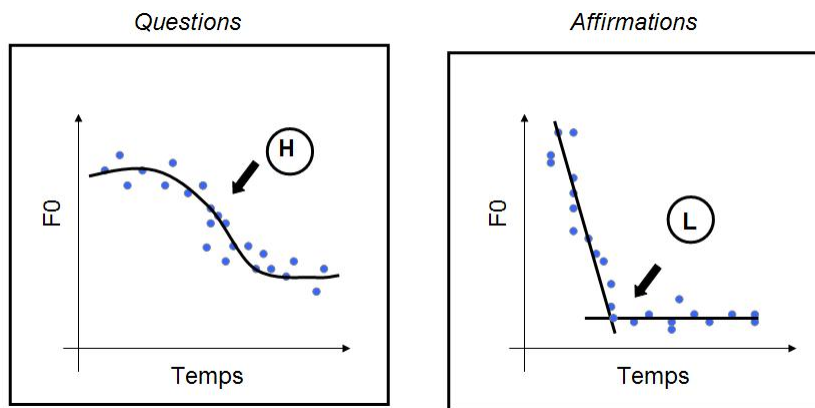 Questions
H
F0
Temps
Affirmations
L
F0
Temps